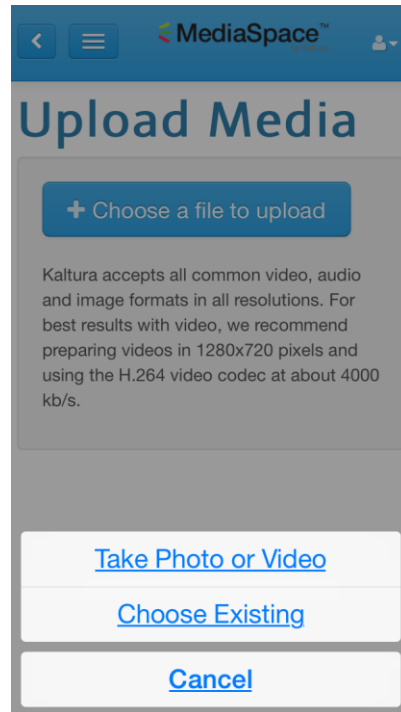 MediaSpace™
Upload Media
+ Choose a file to upload
Kaltura accepts all common video, audio
and image formats in all resolutions. For
best results with video, we recommend
preparing videos in 1280x720 pixels and
using the H.264 video codec at about 4000
kb/s.
Take Photo or Video
Choose Existing
Cancel